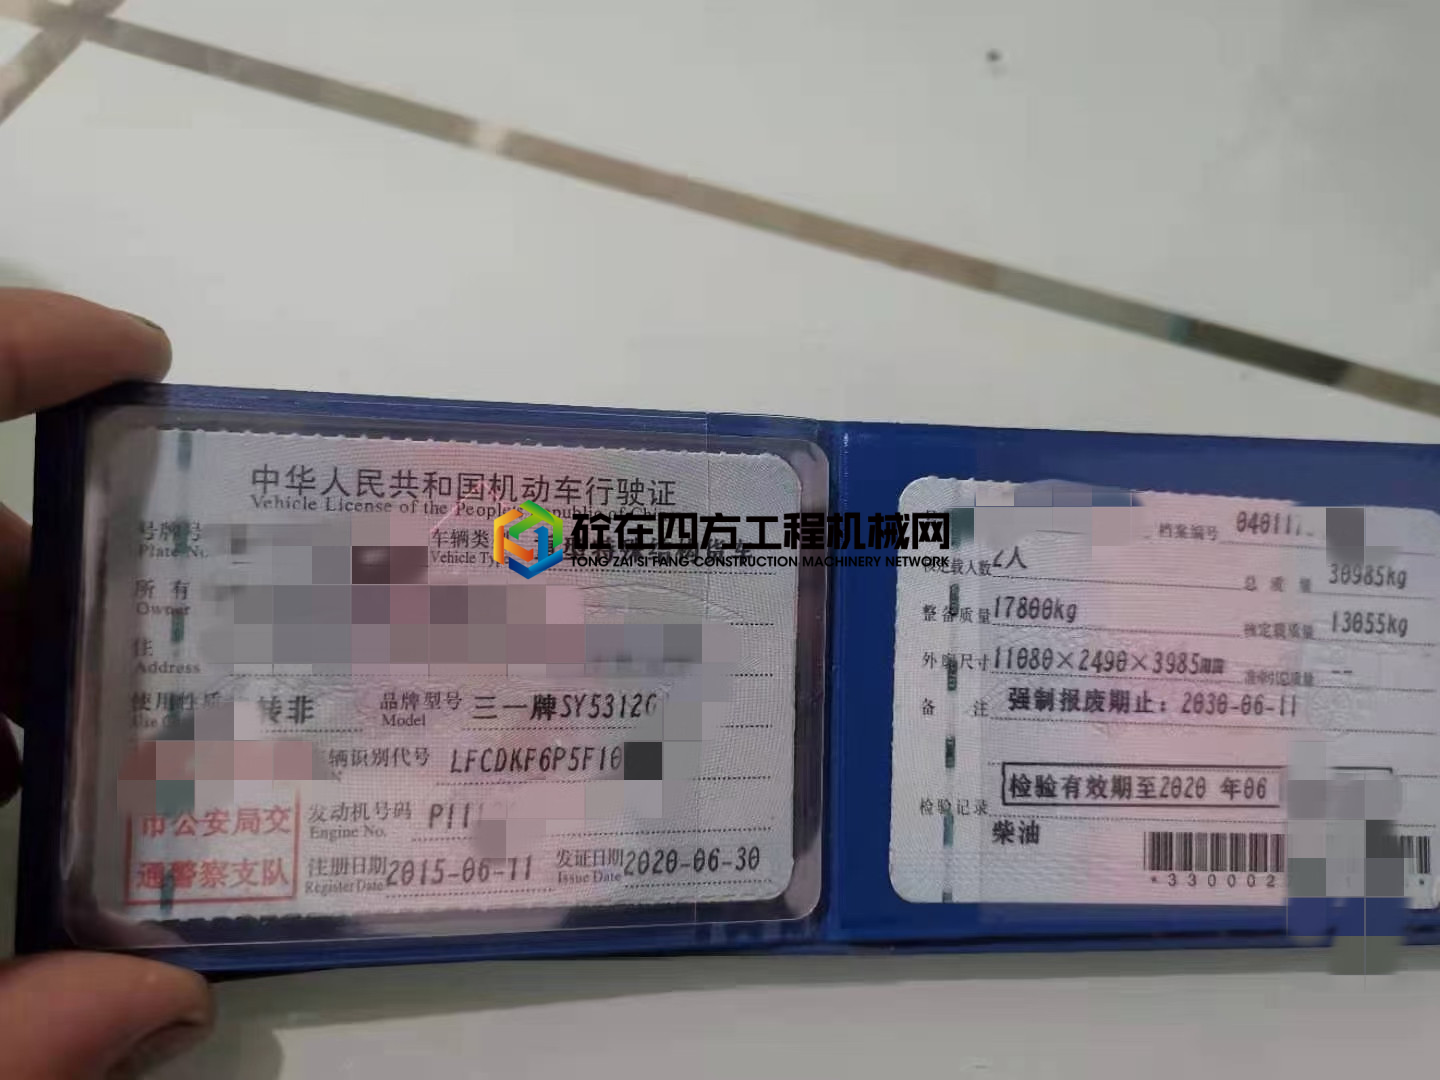 中华人民共和国机动车行驶证
Vehicle License of the People's Republic of Chi
号牌号
Plate No.
车辆类
Vehicle Ty
所有
Owner
住
Address
使用性质
Use C
转非
品牌型号
Model
三一牌SY5312G
车辆识别代号
LFCDKF6P5F10
发动机号码
Engine No.
P11
注册日期
Register Date
2015-06-11
发证日期
Issue Date
2020-06-30
市公安局交
通警察支队
砼在四方工程机械网
TONG ZAI SI FANG CONSTRUCTION MACHINERY NETWORK
档案编号
040117
核定载人数
2人
总质量
30985kg
整备质量
17800kg
核定载质量
13055kg
外廓尺寸
11080×2490×3985mm
准牵引总质量
--
备注
强制报废期止：2030-06-11
检验记录
检验有效期至2020 年06
柴油
*330002